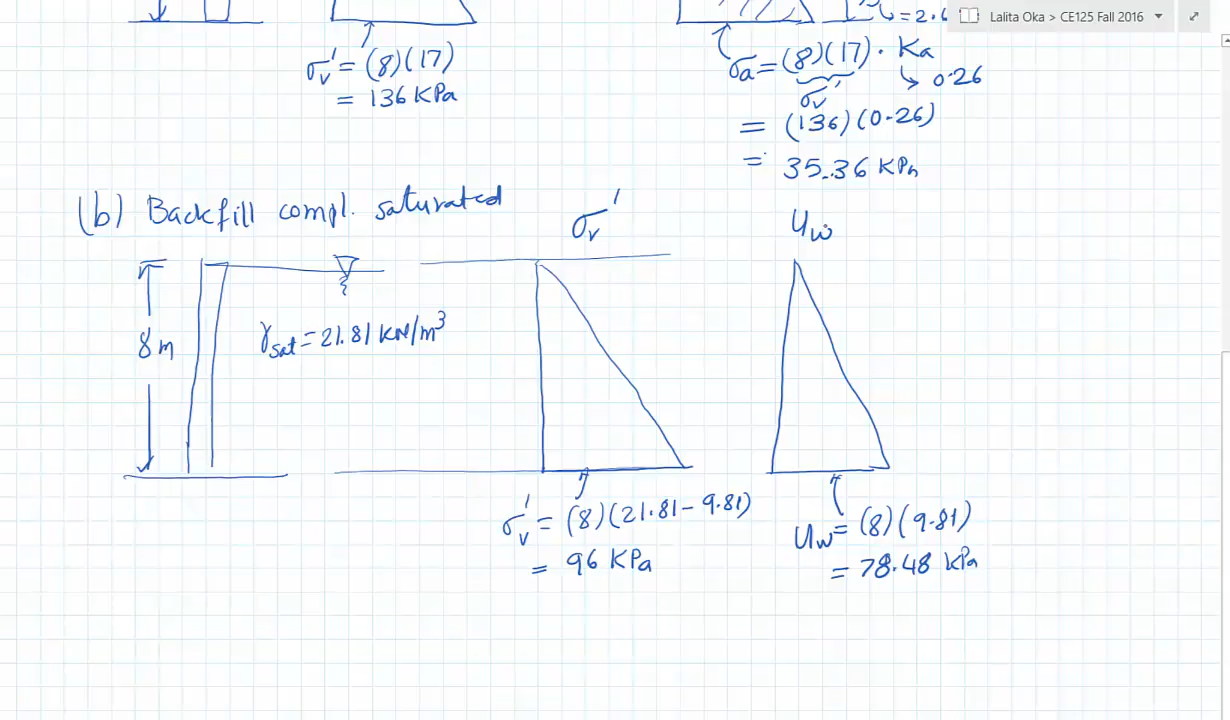 Lalita Oka > CE125 Fall 2016
σv' = (8)(17)
= 136 KPa
σa = (8)(17) · Ka
σv'
0.26
= (136)(0.26)
= 35.36 KPa
(b) Backfill compl. saturated
σv'
Uw
8m
γsat = 21.81 KN/m³
σv' = (8)(21.81 - 9.81)
= 96 KPa
Uw = (8)(9.81)
= 78.48 KPa